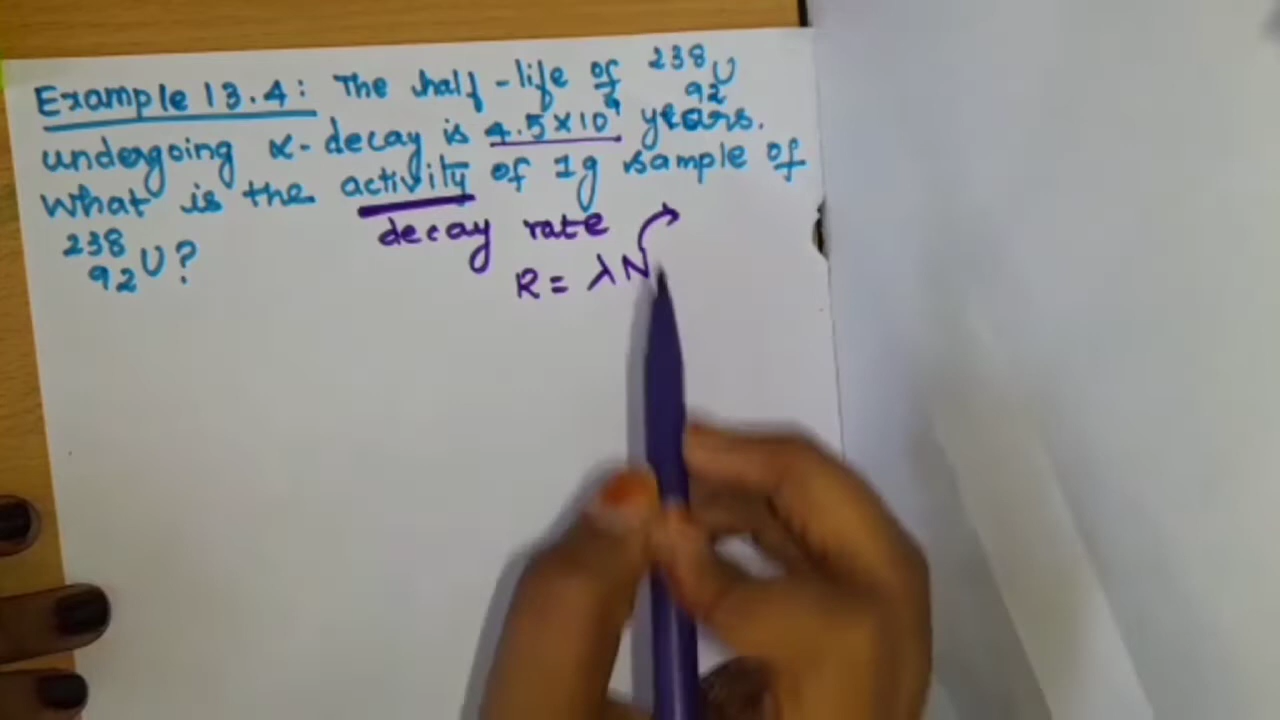 Example 13.4: The half-life of ²³⁸₉₂U
undergoing α-decay is 4.5×10⁹ years.
What is the activity of 1g sample of
²³⁸₉₂U?
decay rate
R = λN